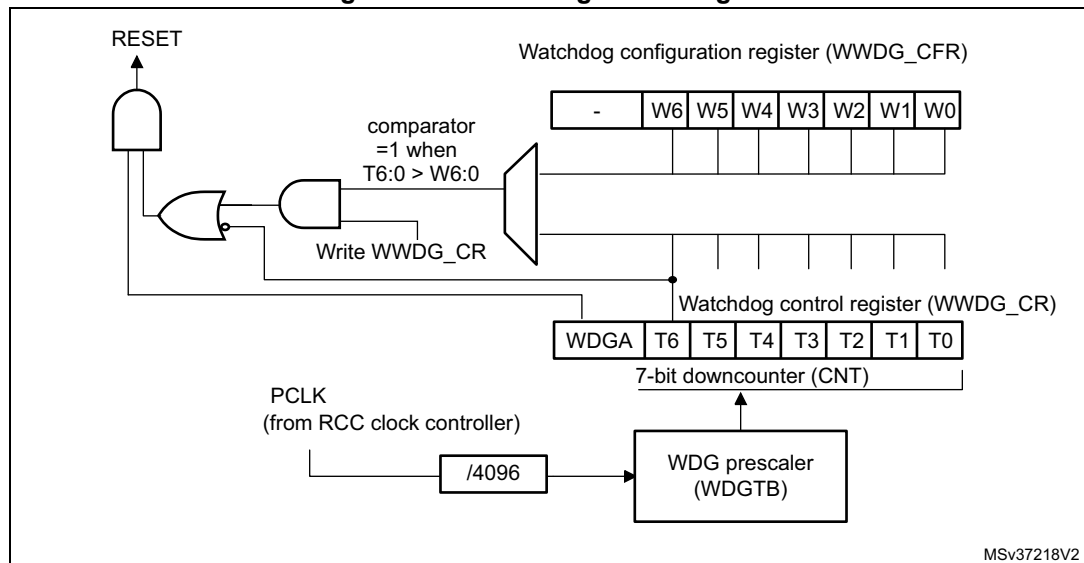 RESET
Watchdog configuration register (WWDG_CFR)
- W6 W5 W4 W3 W2 W1 W0
comparator
=1 when
T6:0 > W6:0
Write WWDG_CR
Watchdog control register (WWDG_CR)
WDGA T6 T5 T4 T3 T2 T1 T0
7-bit downcounter (CNT)
PCLK
(from RCC clock controller)
/4096
WDG prescaler
(WDGTB)
MSv37218V2